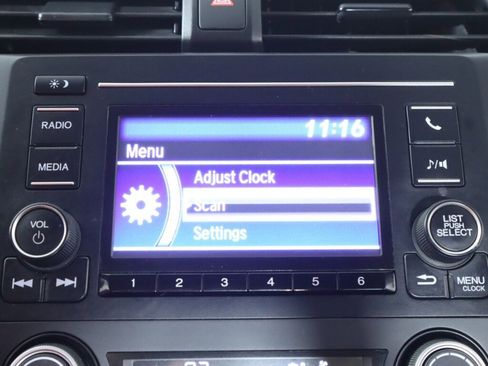 11:16
Menu
Adjust Clock
Scan
Settings
RADIO
MEDIA
VOL
LIST
PUSH
SELECT
MENU
CLOCK
1 2 3 4 5 6